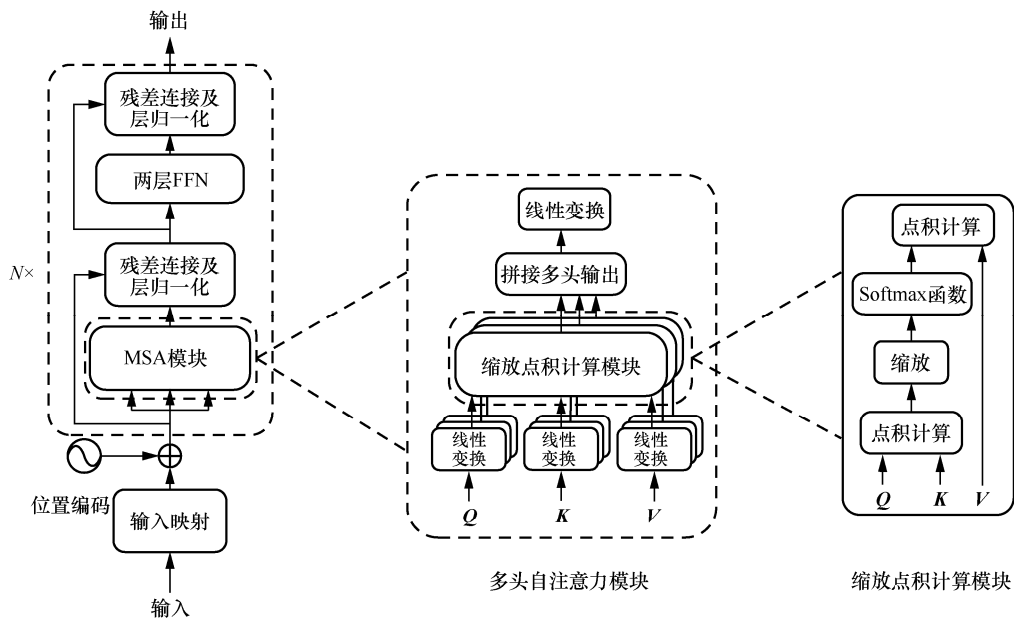 输出
残差连接及
层归一化
两层FFN
残差连接及
层归一化
N×
MSA模块
位置编码
输入映射
输入
线性变换
拼接多头输出
缩放点积计算模块
线性
变换
线性
变换
线性
变换
Q
K
V
多头自注意力模块
点积计算
Softmax函数
缩放
点积计算
Q
K
V
缩放点积计算模块